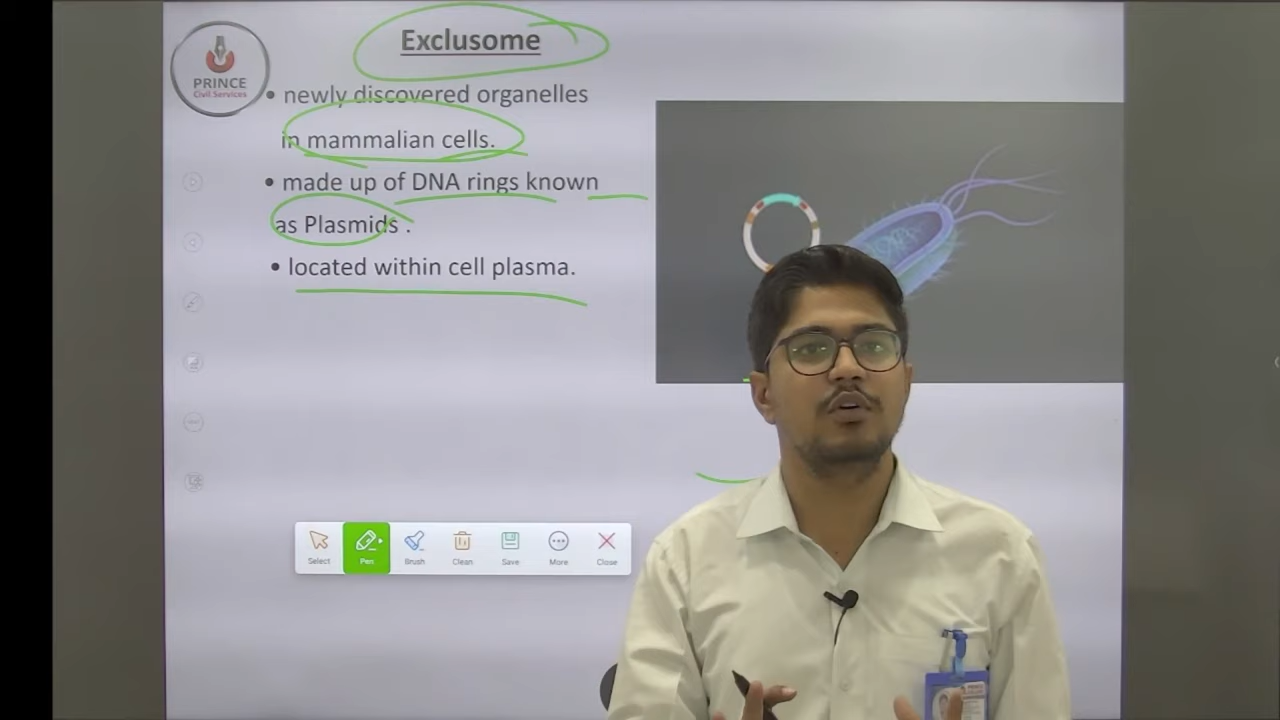 Exclusome
PRINCE
Civil Services
• newly discovered organelles
in mammalian cells.
• made up of DNA rings known
as Plasmids .
• located within cell plasma.
Select
Pen
Brush
Clean
Save
More
Close